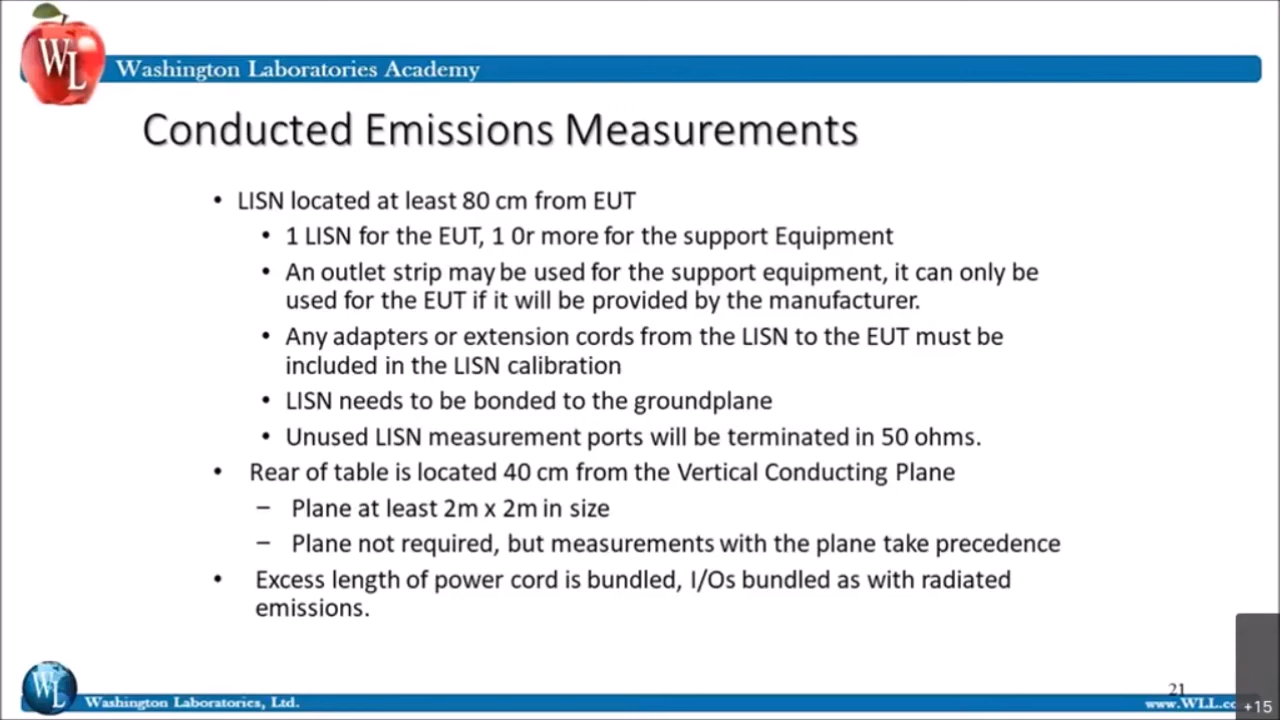 WL
Washington Laboratories Academy
Conducted Emissions Measurements
• LISN located at least 80 cm from EUT
• 1 LISN for the EUT, 1 0r more for the support Equipment
• An outlet strip may be used for the support equipment, it can only be
used for the EUT if it will be provided by the manufacturer.
• Any adapters or extension cords from the LISN to the EUT must be
included in the LISN calibration
• LISN needs to be bonded to the groundplane
• Unused LISN measurement ports will be terminated in 50 ohms.
• Rear of table is located 40 cm from the Vertical Conducting Plane
– Plane at least 2m x 2m in size
– Plane not required, but measurements with the plane take precedence
• Excess length of power cord is bundled, I/Os bundled as with radiated
emissions.
21
WL
Washington Laboratories, Ltd.
www.WLL.co
+15